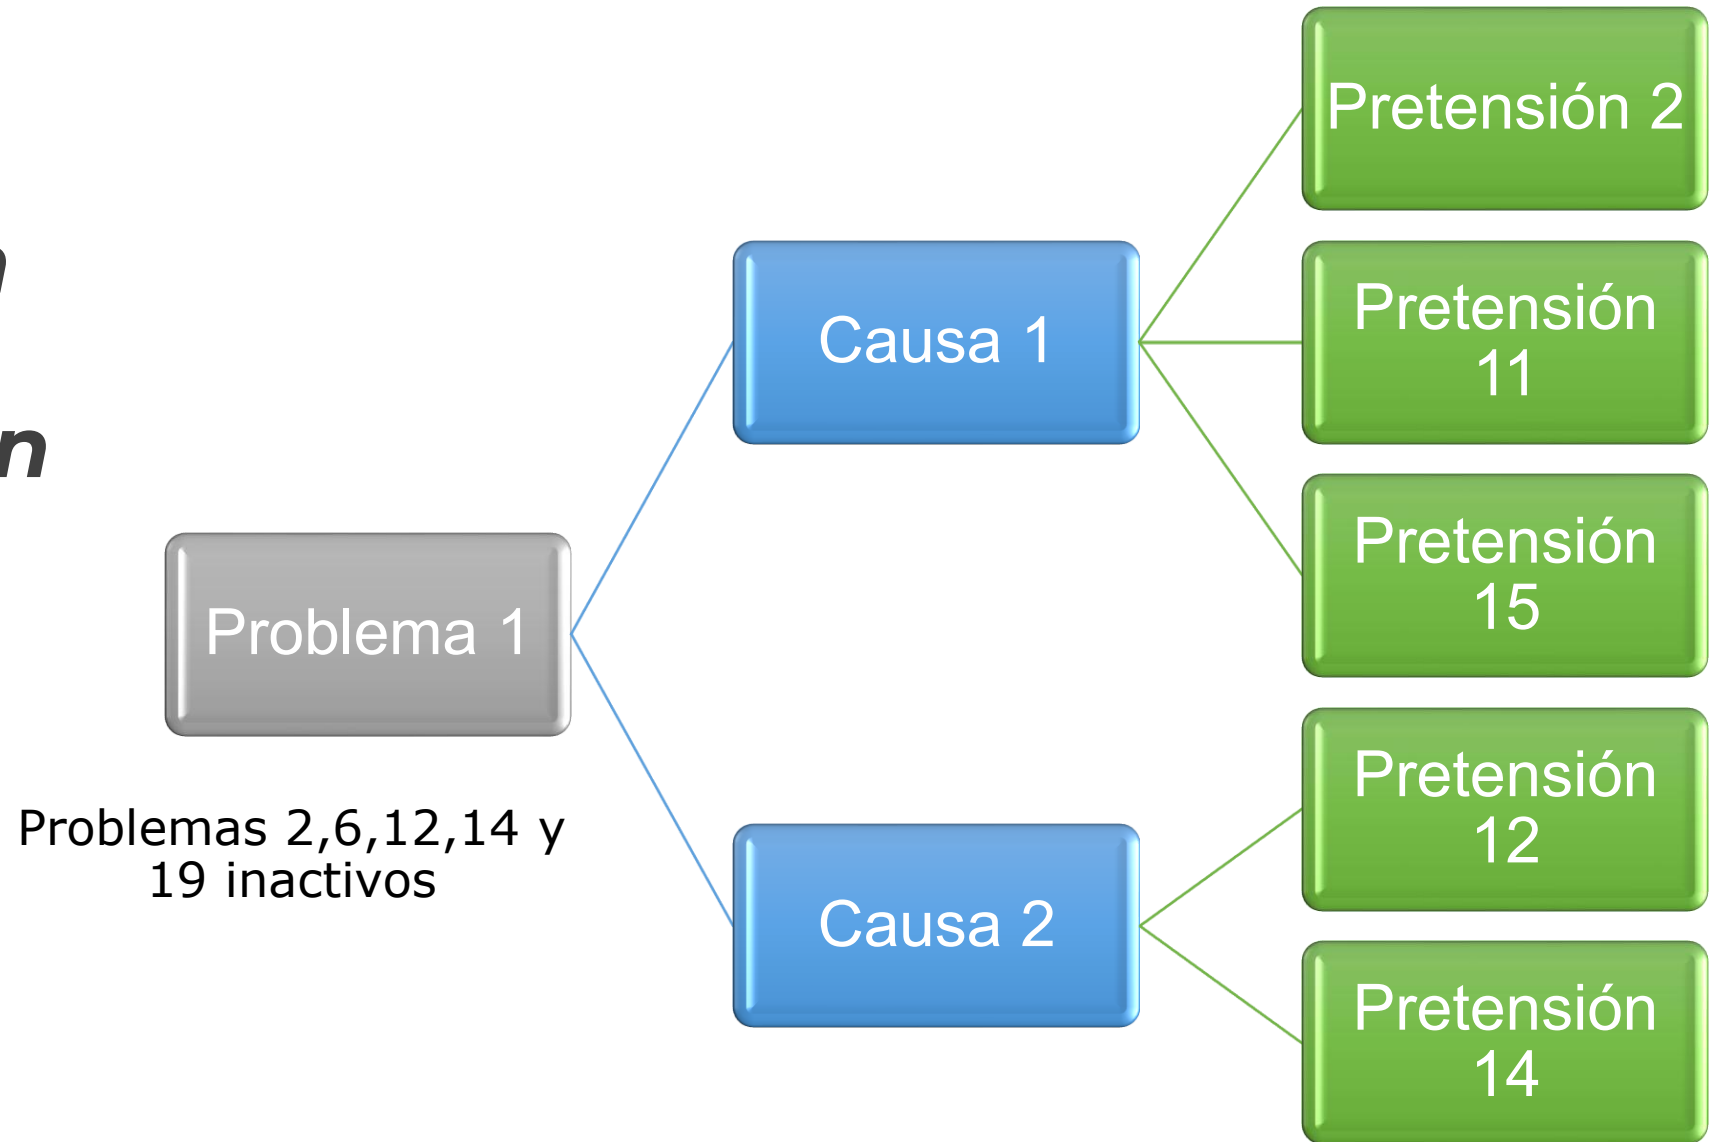 n
Problema 1
Problemas 2,6,12,14 y
19 inactivos
Causa 1
Causa 2
Pretensión 2
Pretensión
11
Pretensión
15
Pretensión
12
Pretensión
14